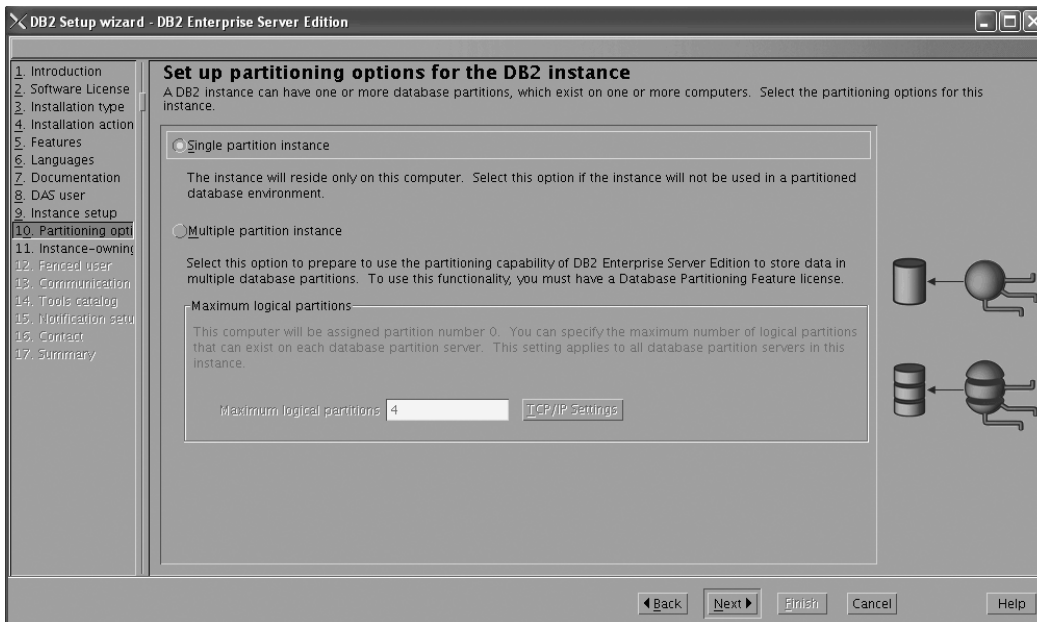 DB2 Setup wizard - DB2 Enterprise Server Edition
1. Introduction
2. Software License
3. Installation type
4. Installation action
5. Features
6. Languages
7. Documentation
8. DAS user
9. Instance setup
10. Partitioning opti
11. Instance-owning
12. Fenced user
13. Communication
14. Tools catalog
15. Notification setu
16. Contact
17. Summary
Set up partitioning options for the DB2 instance
A DB2 instance can have one or more database partitions, which exist on one or more computers. Select the partitioning options for this
instance.
Single partition instance
The instance will reside only on this computer. Select this option if the instance will not be used in a partitioned
database environment.
Multiple partition instance
Select this option to prepare to use the partitioning capability of DB2 Enterprise Server Edition to store data in
multiple database partitions. To use this functionality, you must have a Database Partitioning Feature license.
Maximum logical partitions
This computer will be assigned partition number 0. You can specify the maximum number of logical partitions
that can exist on each database partition server. This setting applies to all database partition servers in this
instance.
Maximum logical partitions 4 TCP/IP Settings
Back Next Finish Cancel Help